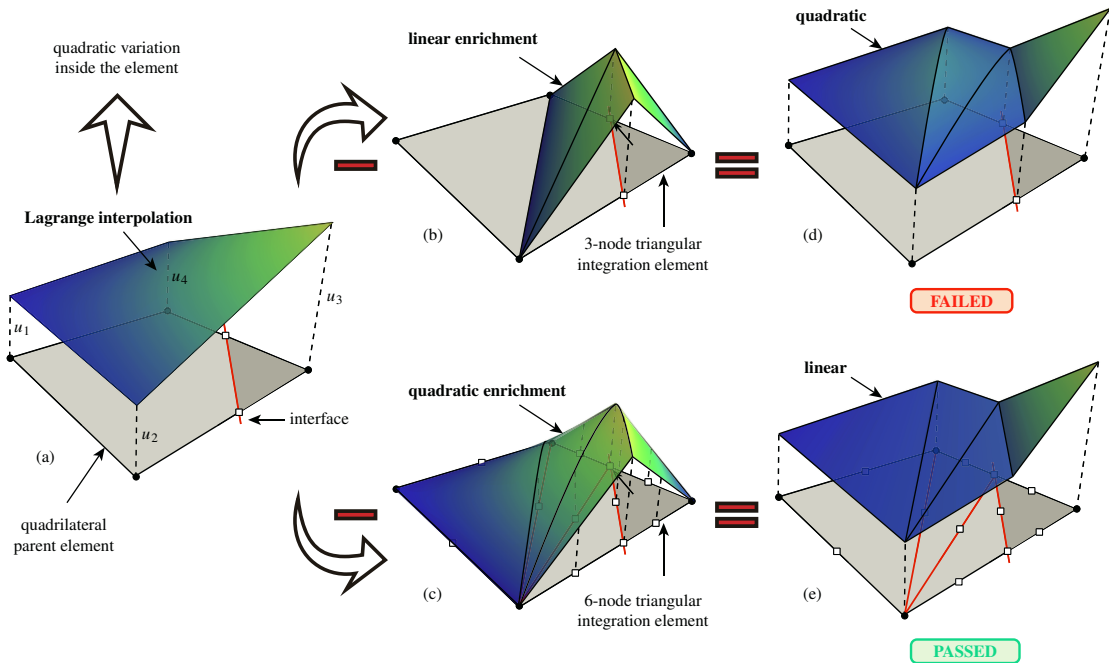 quadratic variation
inside the element
Lagrange interpolation
u1
u4
u3
u2
interface
(a)
quadrilateral
parent element
linear enrichment
(b)
3-node triangular
integration element
quadratic
(d)
FAILED
quadratic enrichment
(c)
6-node triangular
integration element
linear
(e)
PASSED